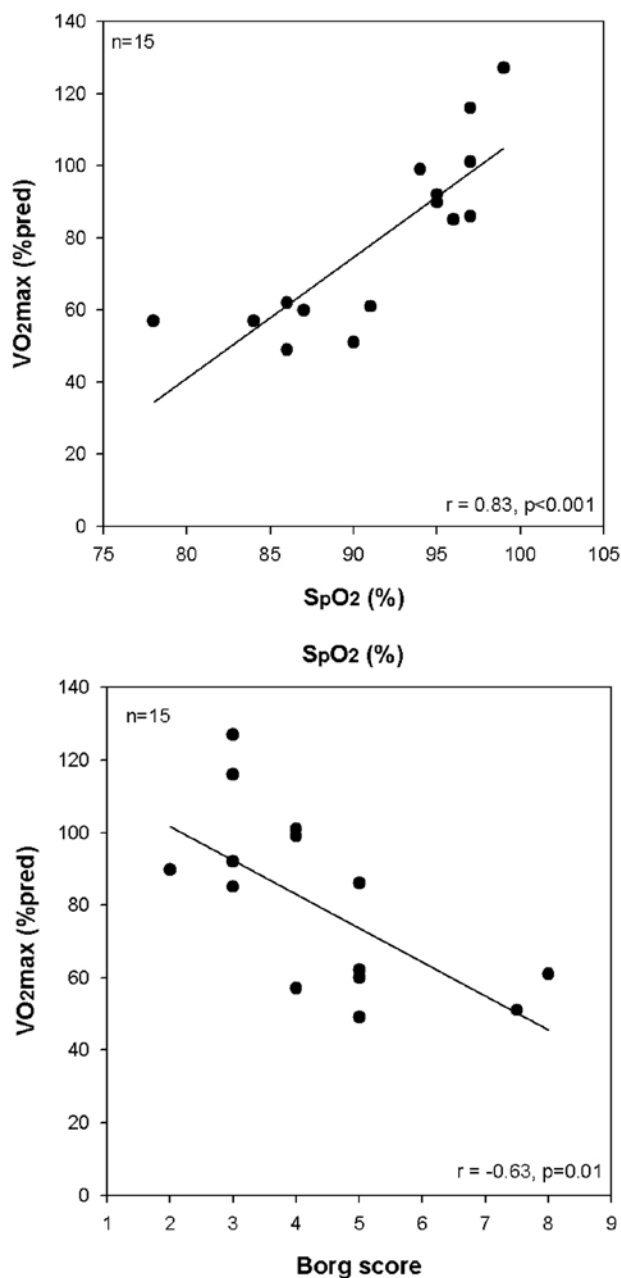 140
n=15
120
100
80
60
40
20
0
VO2max (%pred)
r = 0.83, p<0.001
75 80 85 90 95 100 105
SpO2 (%)
SpO2 (%)
140
n=15
120
100
80
60
40
20
0
VO2max (%pred)
r = -0.63, p=0.01
1 2 3 4 5 6 7 8 9
Borg score